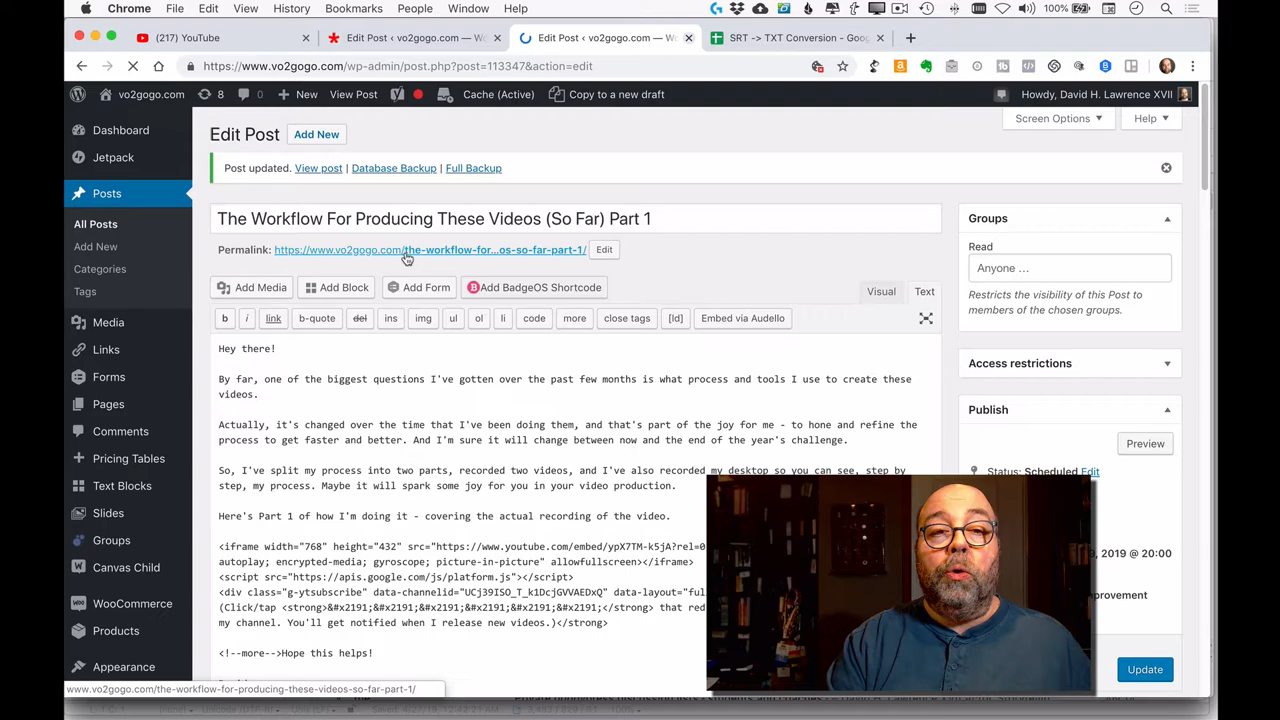 Chrome File Edit View History Bookmarks People Window Help 100%
(217) YouTube
Edit Post ‹ vo2gogo.com — W
Edit Post ‹ vo2gogo.com — Wo
SRT -> TXT Conversion - Goog
https://www.vo2gogo.com/wp-admin/post.php?post=113347&action=edit
vo2gogo.com 8 0 + New View Post Cache (Active) Copy to a new draft Howdy, David H. Lawrence XVII
Dashboard
Jetpack
Posts
All Posts
Add New
Categories
Tags
Media
Links
Forms
Pages
Comments
Pricing Tables
Text Blocks
Slides
Groups
Canvas Child
WooCommerce
Products
Appearance
Screen Options Help
Edit Post Add New
Post updated. View post | Database Backup | Full Backup
The Workflow For Producing These Videos (So Far) Part 1
Permalink: https://www.vo2gogo.com/the-workflow-for...os-so-far-part-1/ Edit
Add Media Add Block Add Form Add BadgeOS Shortcode
Visual Text
b i link b-quote del ins img ul ol li code more close tags [ld] Embed via Audello
Hey there!
By far, one of the biggest questions I've gotten over the past few months is what process and tools I use to create these
videos.
Actually, it's changed over the time that I've been doing them, and that's part of the joy for me - to hone and refine the
process to get faster and better. And I'm sure it will change between now and the end of the year's challenge.
So, I've split my process into two parts, recorded two videos, and I've also recorded my desktop so you can see, step by
step, my process. Maybe it will spark some joy for you in your video production.
Here's Part 1 of how I'm doing it - covering the actual recording of the video.
<iframe width="768" height="432" src="https://www.youtube.com/embed/ypX7TM-k5jA?rel=0
autoplay; encrypted-media; gyroscope; picture-in-picture" allowfullscreen></iframe>
<script src="https://apis.google.com/js/platform.js"></script>
<div class="g-ytsubscribe" data-channelid="UCj39ISO_T_k1DcjGVVAEDxQ" data-layout="ful
(Click/tap <strong>&#x2191;&#x2191;&#x2191;&#x2191;&#x2191;</strong> that red
my channel. You'll get notified when I release new videos.)</strong>
<!--more-->Hope this helps!
Groups
Read
Anyone ...
Restricts the visibility of this Post to
members of the chosen groups.
Access restrictions
Publish
Preview
Status: Scheduled Edit
, 2019 @ 20:00
provement
Update
www.vo2gogo.com/the-workflow-for-producing-these-videos-so-far-part-1/